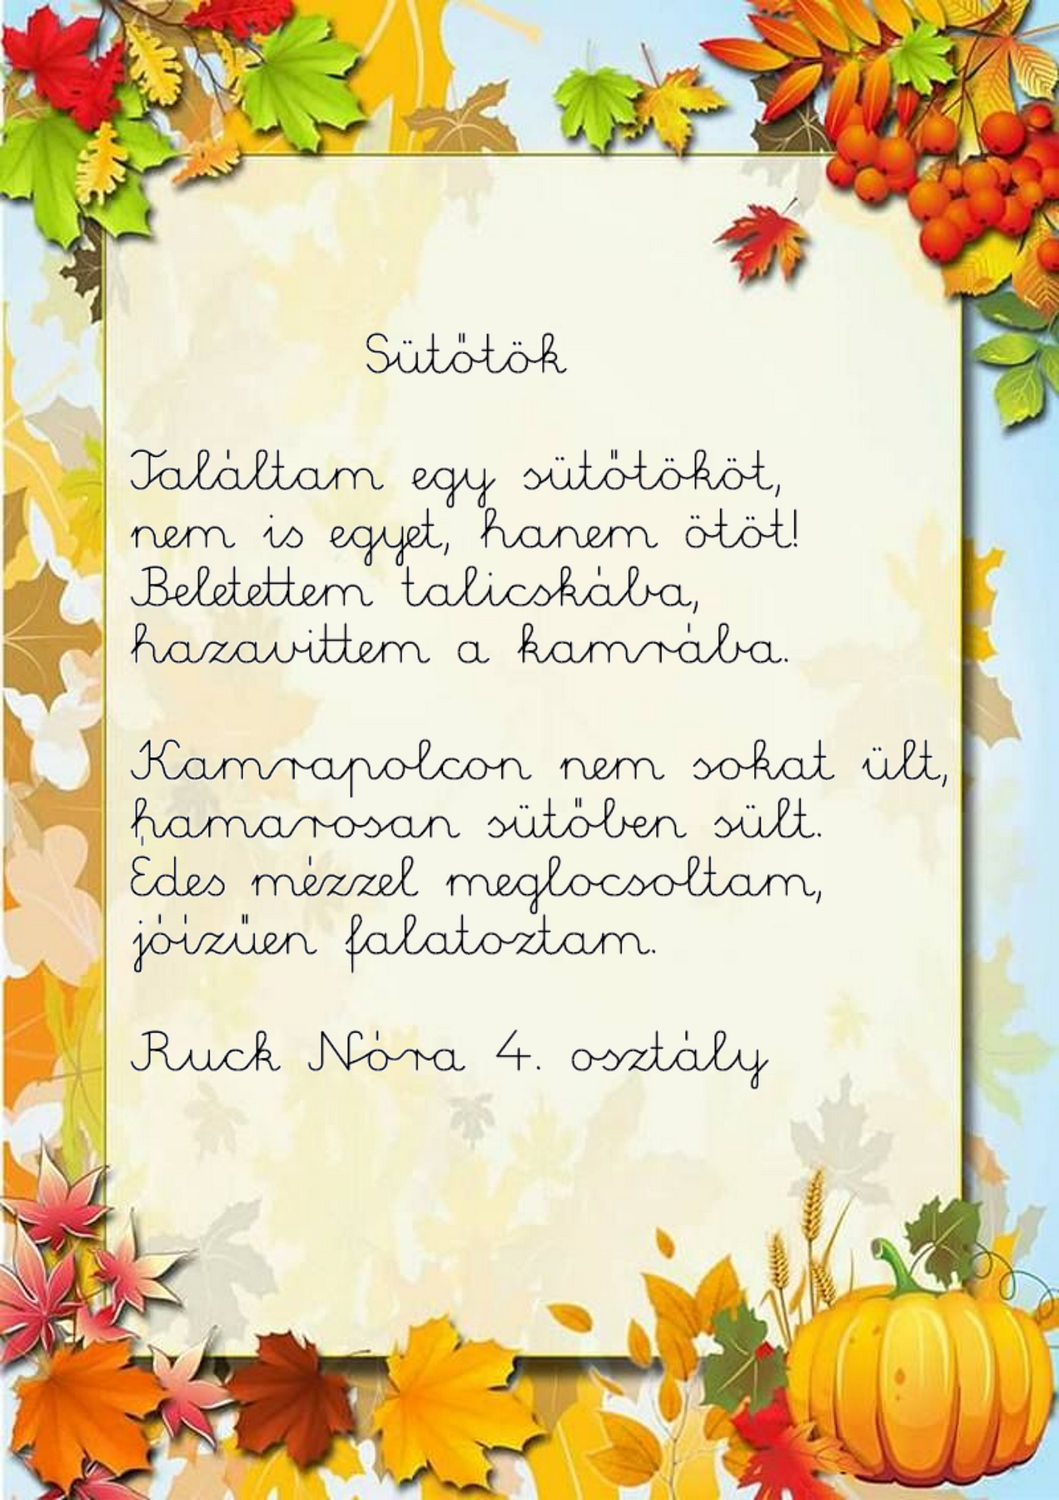 Sütőtök
Találtam egy sütőtököt,
nem is egyet, hanem ötöt!
Beletettem talicskába,
hazavittem a kamrába.
Kamrapolcon nem sokat ült,
hamarosan sütőben sült.
Édes mézzel meglocsoltam,
jóízűen falatoztam.
Ruck Nóra 4. osztály